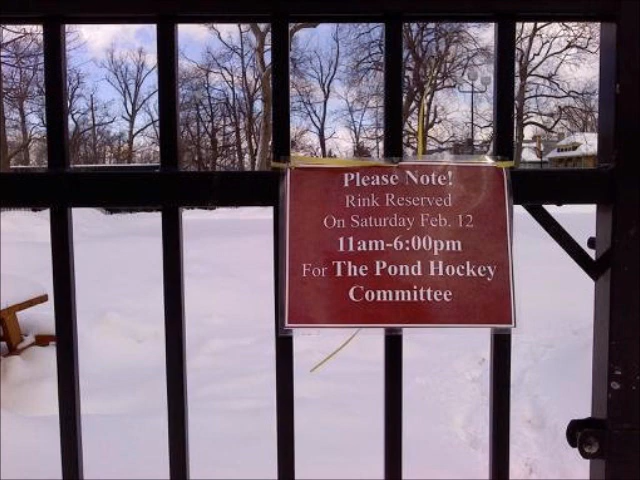 Please Note!
Rink Reserved
On Saturday Feb. 12
11am-6:00pm
For The Pond Hockey
Committee